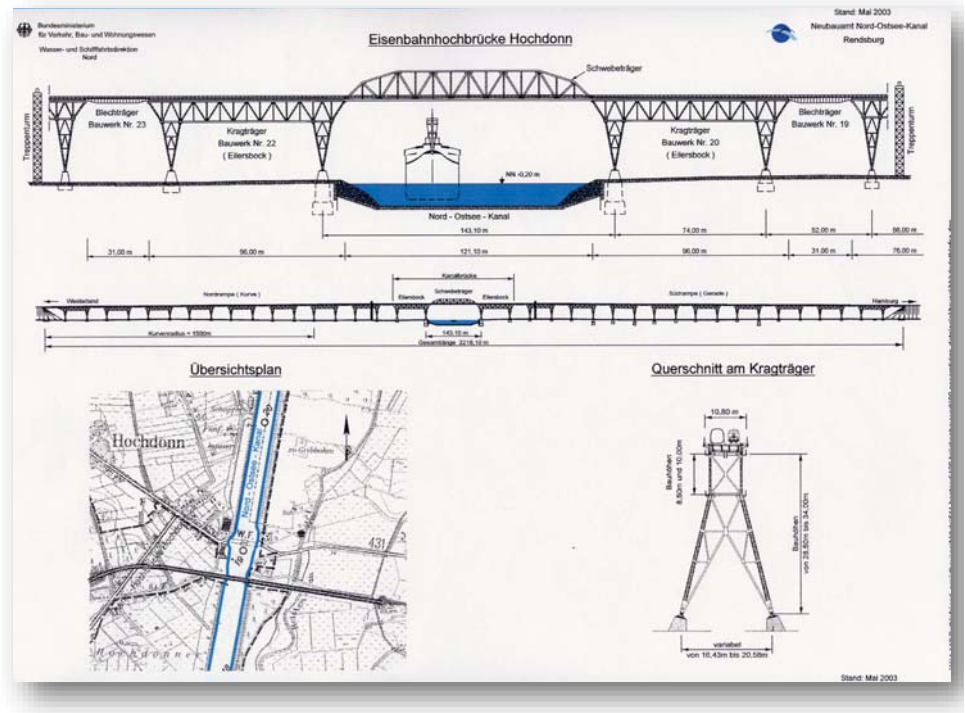 Stand: Mai 2003
Bundesministerium
für Verkehr, Bau- und Wohnungswesen
Wasser- und Schifffahrtsdirektion
Nord
Neubauamt Nord-Ostsee-Kanal
Rendsburg
Eisenbahnhochbrücke Hochdonn
Schwebeträger
Treppenturm
Blechträger
Bauwerk Nr. 23
Kragträger
Bauwerk Nr. 22
( Eilersbock )
Kragträger
Bauwerk Nr. 20
( Eilersbock )
Blechträger
Bauwerk Nr. 19
Treppenturm
NN -0,20 m
Nord - Ostsee - Kanal
143,10 m
74,00 m
52,00 m
31,00 m
96,00 m
121,10 m
96,00 m
31,00 m
76,00 m
Kanalbrücke
Westerland
Nordrampe ( Kurve )
Eilersbock
Schwebeträger
Eilersbock
Südrampe ( Gerade )
Hamburg
Kurvenradius = 1500m
143,10 m
Gesamtlänge 2218,10 m
Übersichtsplan
Querschnitt am Kragträger
Hochdonn
Nord - Ostsee - Kanal
W.T.
431
Hochdonner
10,80 m
Bauhöhen
8,50m und 10,00m
Bauhöhen
von 28,50m bis 34,00m
variabel
von 16,43m bis 20,58m
Stand: Mai 2003